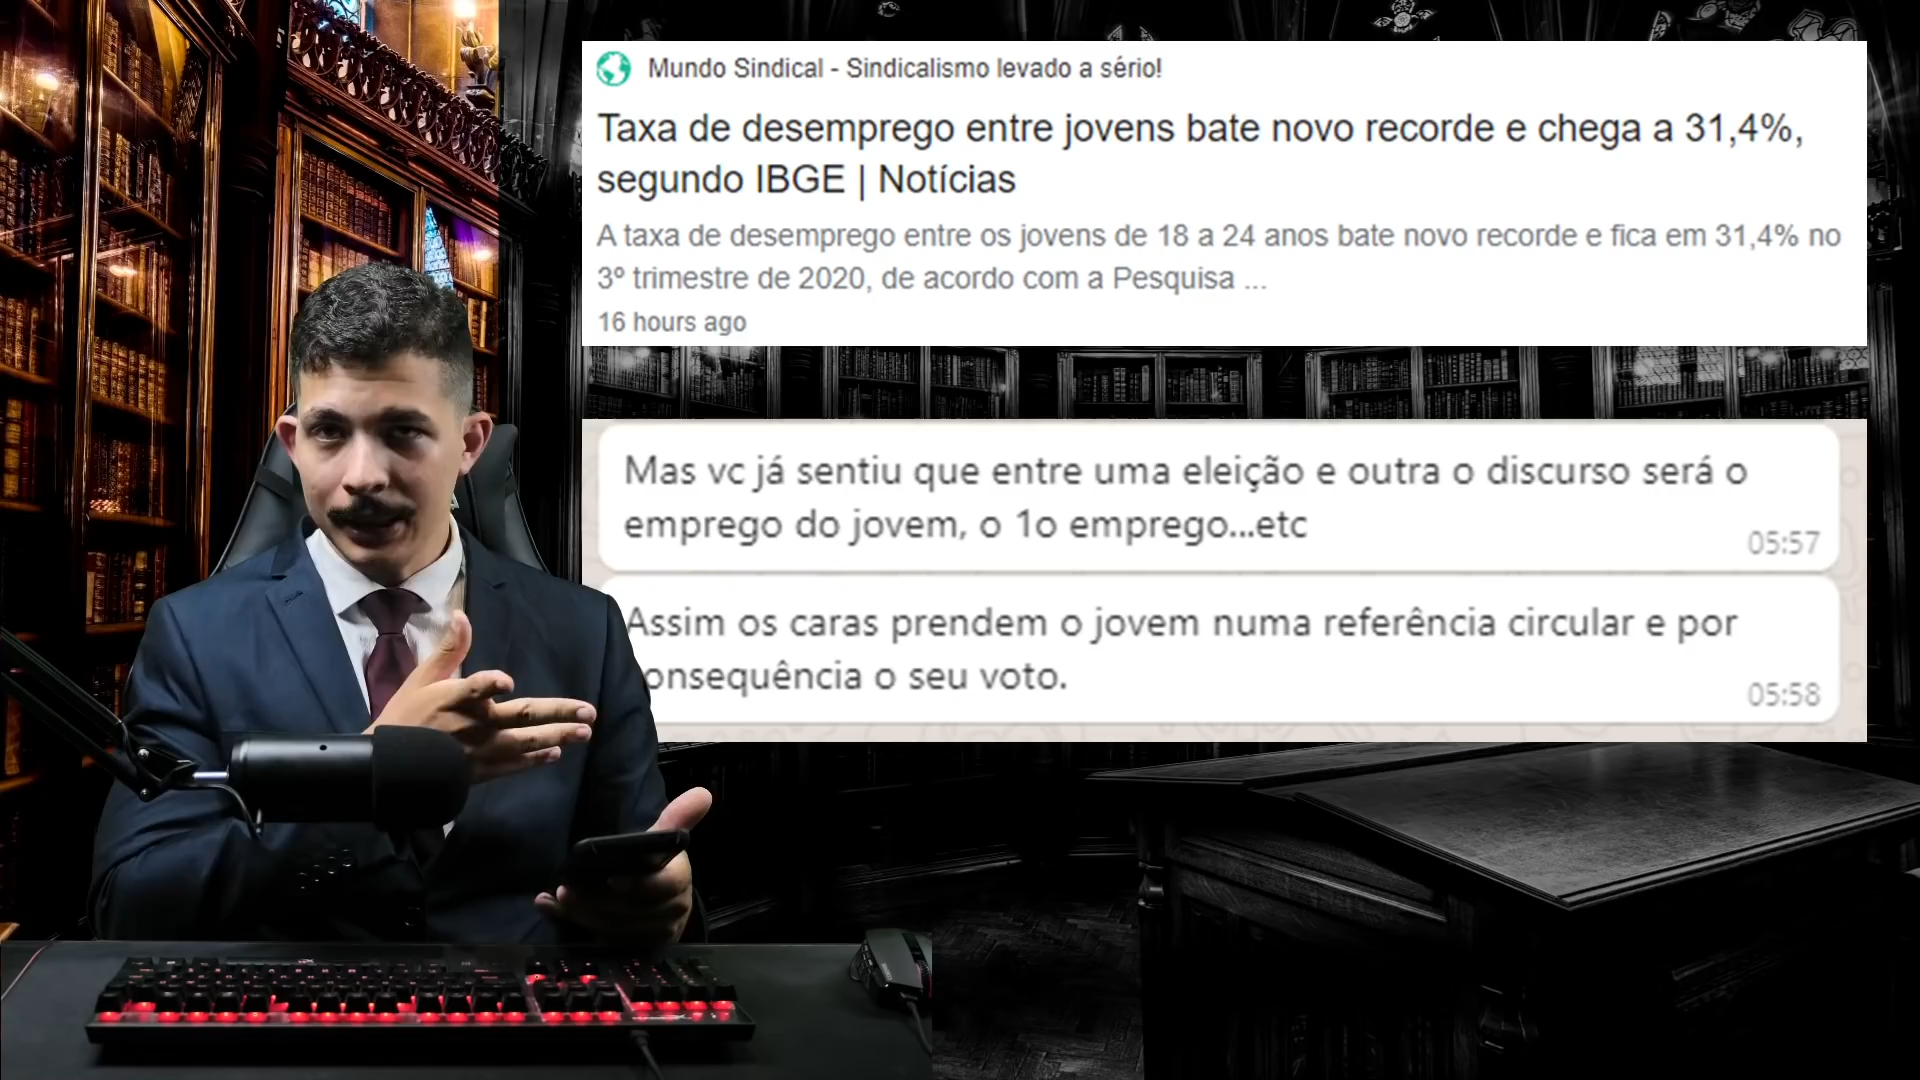 Mundo Sindical - Sindicalismo levado a sério!
Taxa de desemprego entre jovens bate novo recorde e chega a 31,4%,
segundo IBGE | Notícias
A taxa de desemprego entre os jovens de 18 a 24 anos bate novo recorde e fica em 31,4% no
3º trimestre de 2020, de acordo com a Pesquisa ...
16 hours ago
Mas vc já sentiu que entre uma eleição e outra o discurso será o
emprego do jovem, o 1o emprego...etc
05:57
Assim os caras prendem o jovem numa referência circular e por
onsequência o seu voto.
05:58